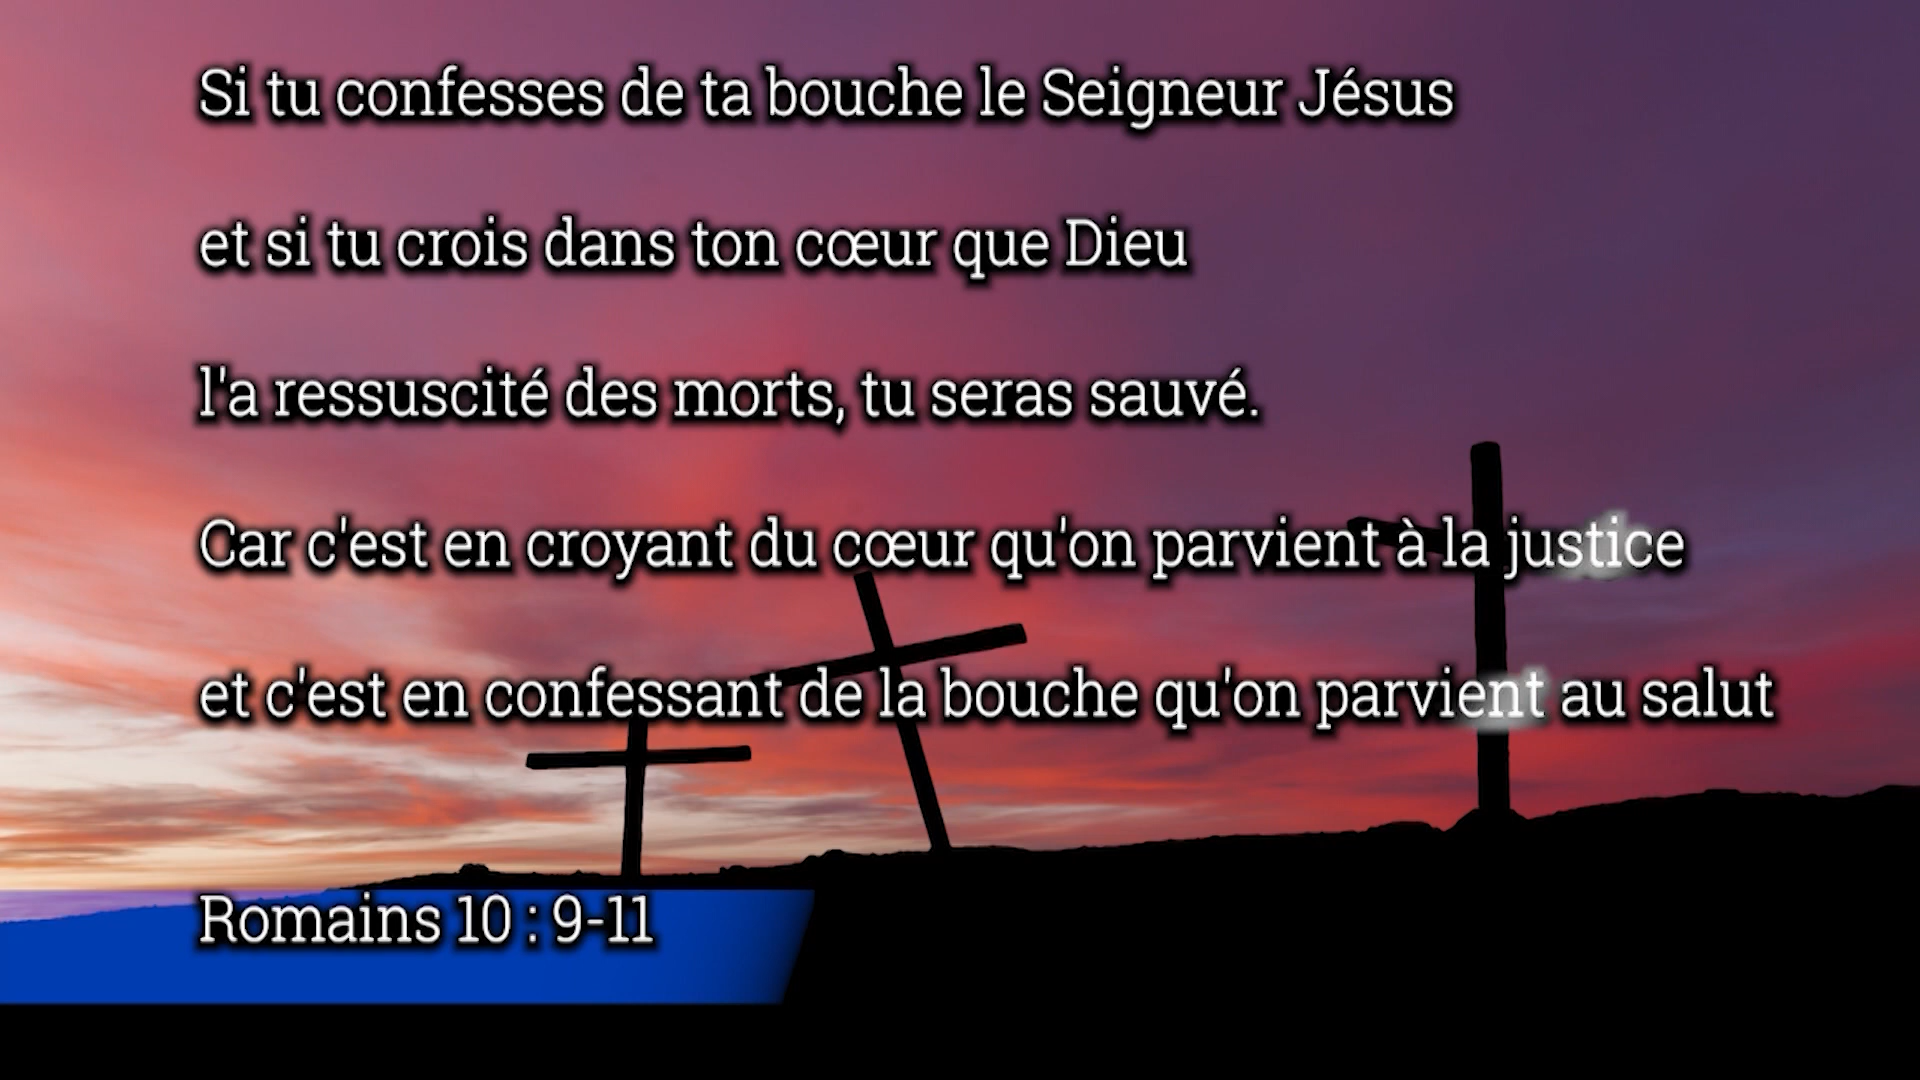 Si tu confesses de ta bouche le Seigneur Jésus
et si tu crois dans ton cœur que Dieu
l'a ressuscité des morts, tu seras sauvé.
Car c'est en croyant du cœur qu'on parvient à la justice
et c'est en confessant de la bouche qu'on parvient au salut
Romains 10 : 9-11